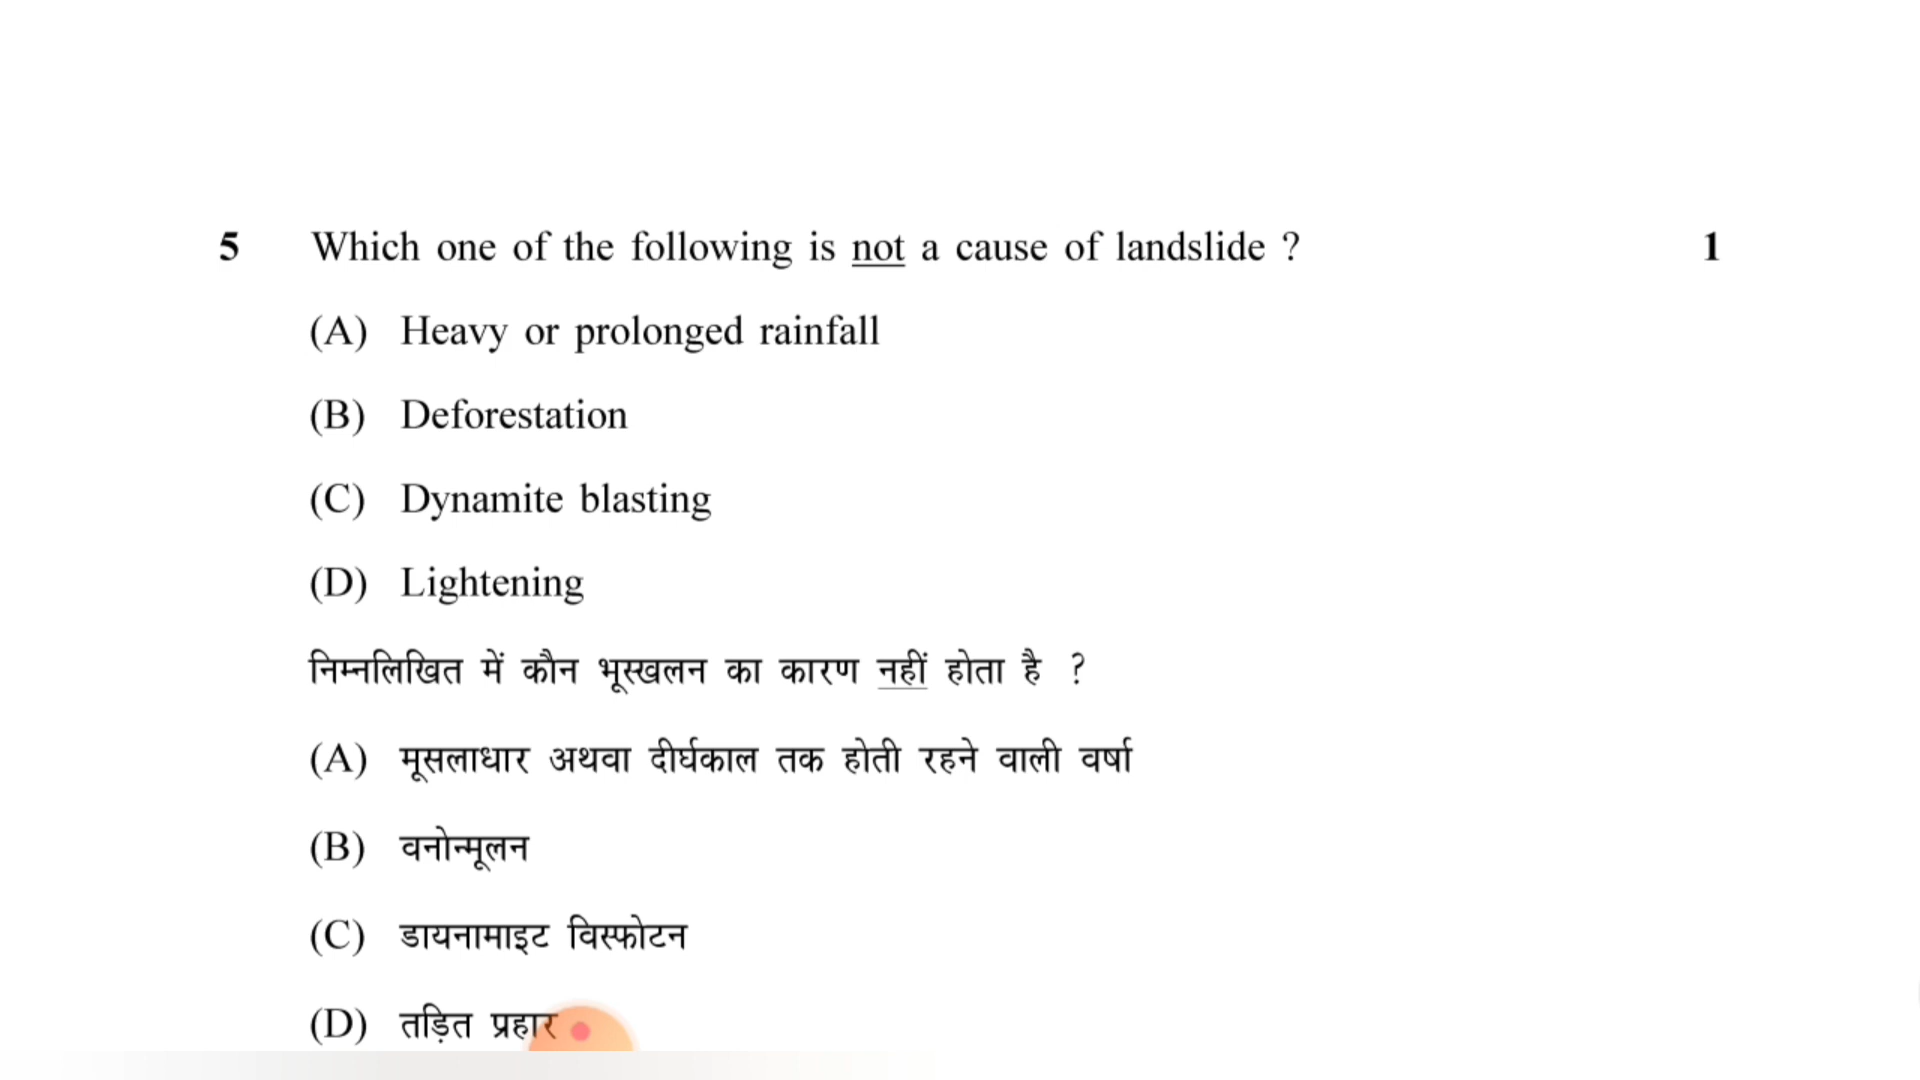 5 Which one of the following is not a cause of landslide ? 1
(A) Heavy or prolonged rainfall
(B) Deforestation
(C) Dynamite blasting
(D) Lightening
निम्नलिखित में कौन भूस्खलन का कारण नहीं होता है ?
(A) मूसलाधार अथवा दीर्घकाल तक होती रहने वाली वर्षा
(B) वनोन्मूलन
(C) डायनामाइट विस्फोटन
(D) तड़ित प्रहार